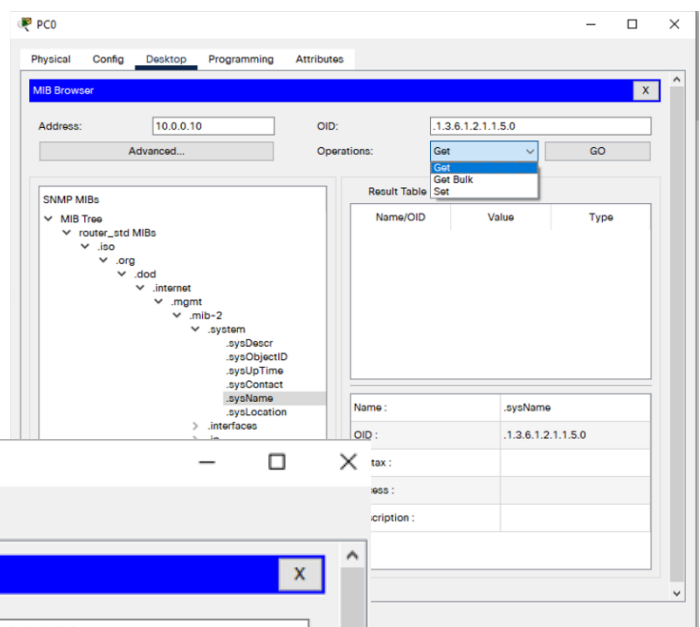 PC0
Physical Config Desktop Programming Attributes
MIB Browser X
Address: 10.0.0.10 OID: .1.3.6.1.2.1.1.5.0
Advanced... Operations: Get GO
Get
Get Bulk
Set
SNMP MIBs
MIB Tree
router_std MIBs
.iso
.org
.dod
.internet
.mgmt
.mib-2
.system
.sysDescr
.sysObjectID
.sysUpTime
.sysContact
.sysName
.sysLocation
.interfaces
Result Table
Name/OID Value Type
Name : .sysName
OID : .1.3.6.1.2.1.1.5.0
tax :
ess :
cription :
X